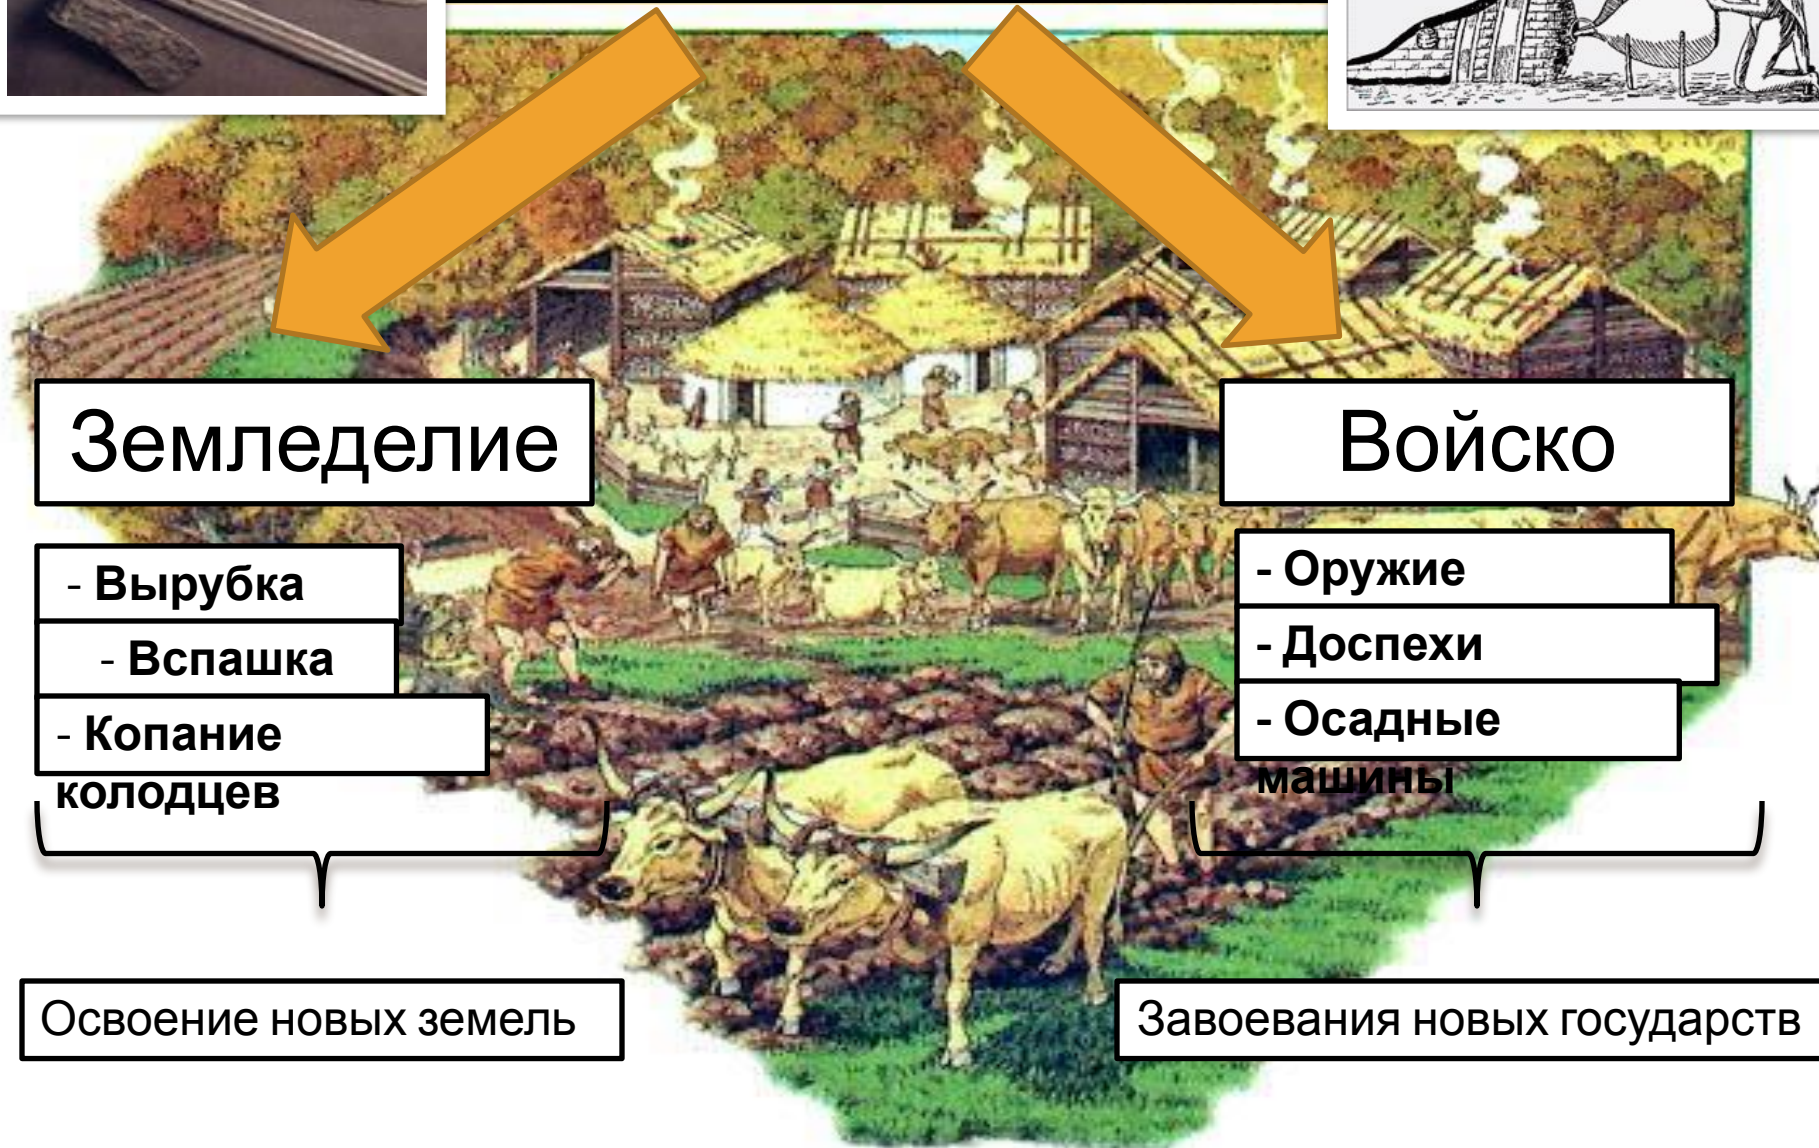 Земледелие
- Вырубка
- Вспашка
- Копание
колодцев
Освоение новых земель
Войско
- Оружие
- Доспехи
- Осадные
машины
Завоевания новых государств